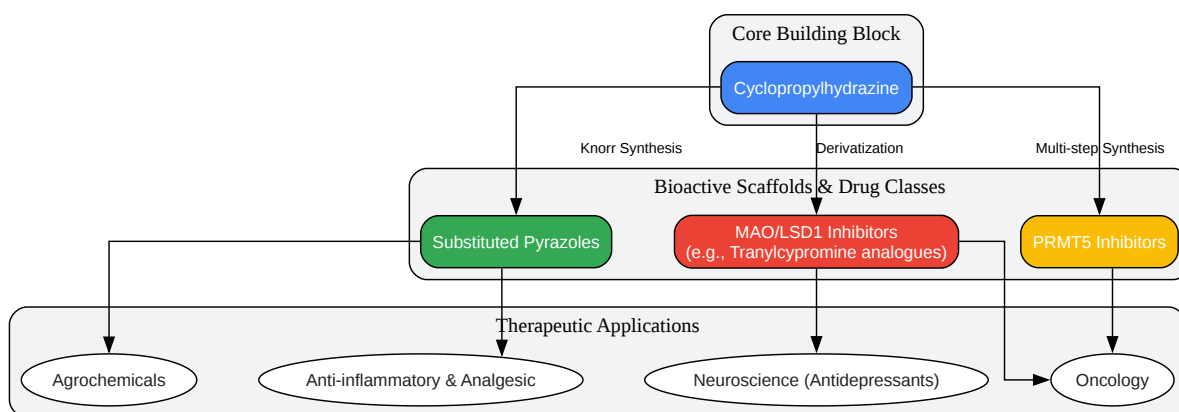 Core Building Block
Cyclopropylhydrazine
Knorr Synthesis
Derivatization
Multi-step Synthesis
Bioactive Scaffolds & Drug Classes
Substituted Pyrazoles
MAO/LSD1 Inhibitors
(e.g., Tranylcypromine analogues)
PRMT5 Inhibitors
Therapeutic Applications
Agrochemicals
Anti-inflammatory & Analgesic
Neuroscience (Antidepressants)
Oncology